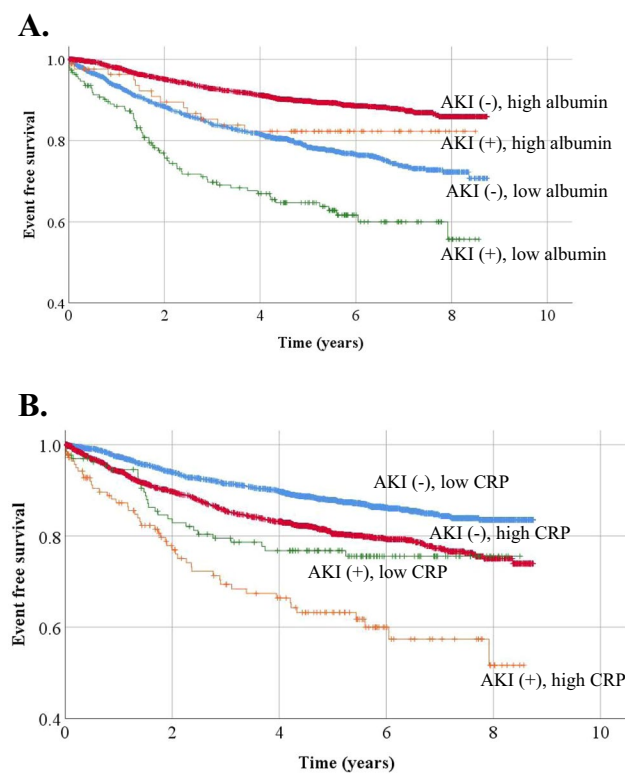 A.
1.0
0.8
0.6
0.4
Event free survival
AKI (-), high albumin
AKI (+), high albumin
AKI (-), low albumin
AKI (+), low albumin
0 2 4 6 8 10
Time (years)
B.
1.0
0.8
0.6
0.4
Event free survival
AKI (-), low CRP
AKI (-), high CRP
AKI (+), low CRP
AKI (+), high CRP
0 2 4 6 8 10
Time (years)